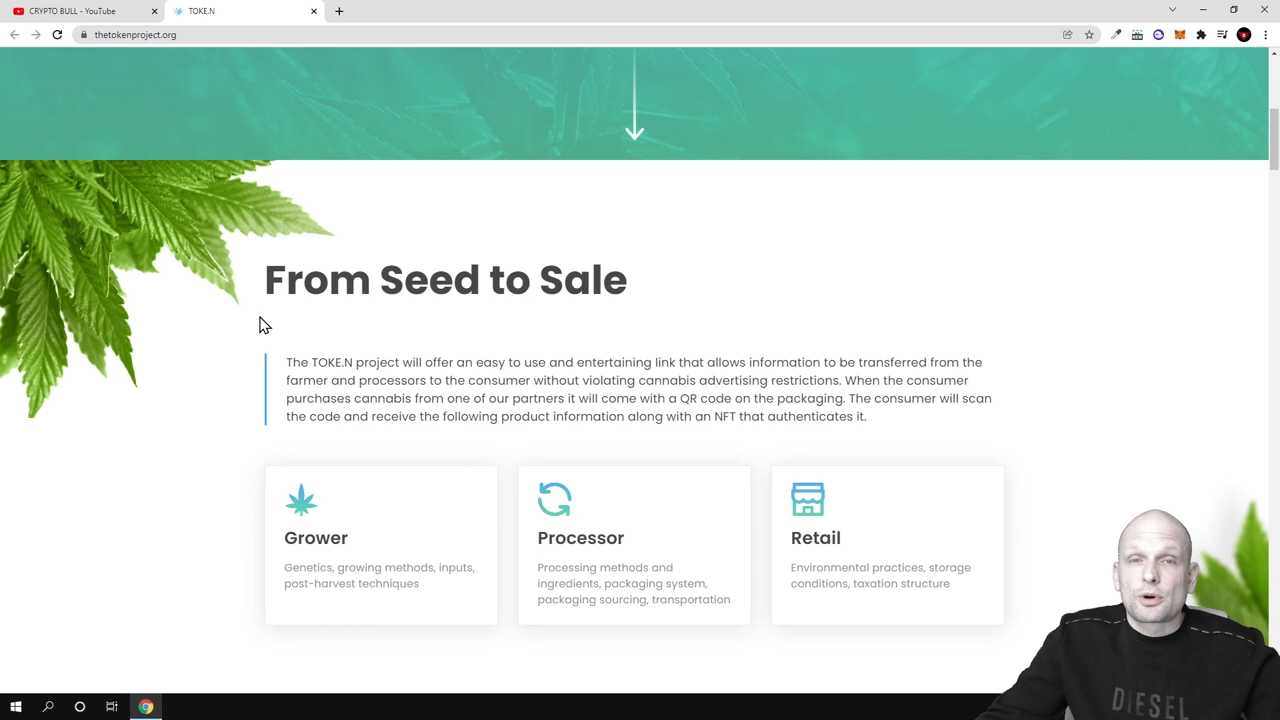 CRYPTO BULL - YouTube
TOKE.N
thetokenproject.org
From Seed to Sale
The TOKE.N project will offer an easy to use and entertaining link that allows information to be transferred from the
farmer and processors to the consumer without violating cannabis advertising restrictions. When the consumer
purchases cannabis from one of our partners it will come with a QR code on the packaging. The consumer will scan
the code and receive the following product information along with an NFT that authenticates it.
Grower
Genetics, growing methods, inputs,
post-harvest techniques
Processor
Processing methods and
ingredients, packaging system,
packaging sourcing, transportation
Retail
Environmental practices, storage
conditions, taxation structure
DIESEL